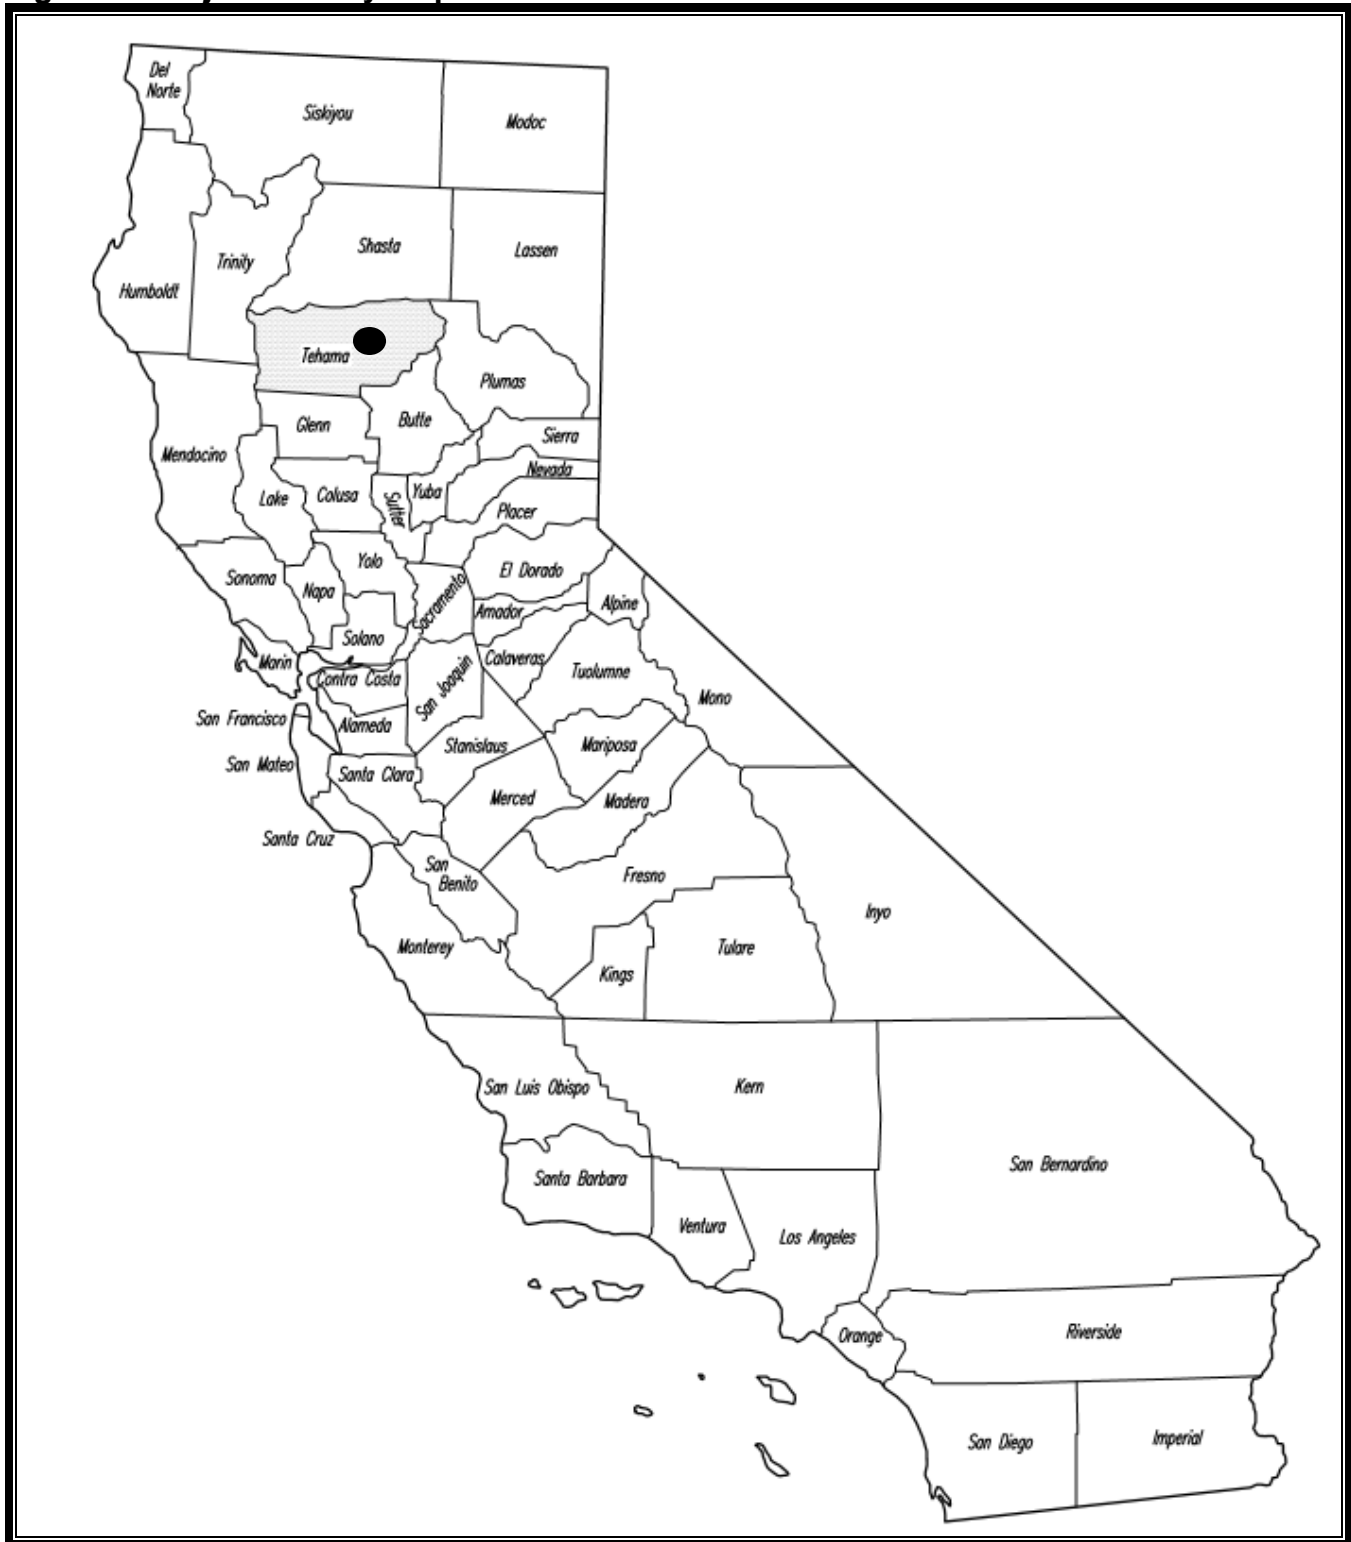 Del
Norte
Siskiyou
Modoc
Shasta
Lassen
Trinity
Humboldt
Tehama
Plumas
Butte
Glenn
Sierra
Mendocino
Nevada
Lake
Colusa
Sutter
Yuba
Placer
Yolo
El Dorado
Sonoma
Napa
Sacramento
Amador
Alpine
Solano
Calaveras
Marin
Contra Costa
San Joaquin
Tuolumne
Mono
San Francisco
Alameda
Stanislaus
Mariposa
San Mateo
Santa Clara
Merced
Madera
Santa Cruz
San
Benito
Fresno
Inyo
Monterey
Kings
Tulare
San Luis Obispo
Kern
San Bernardino
Santa Barbara
Ventura
Los Angeles
Orange
Riverside
San Diego
Imperial